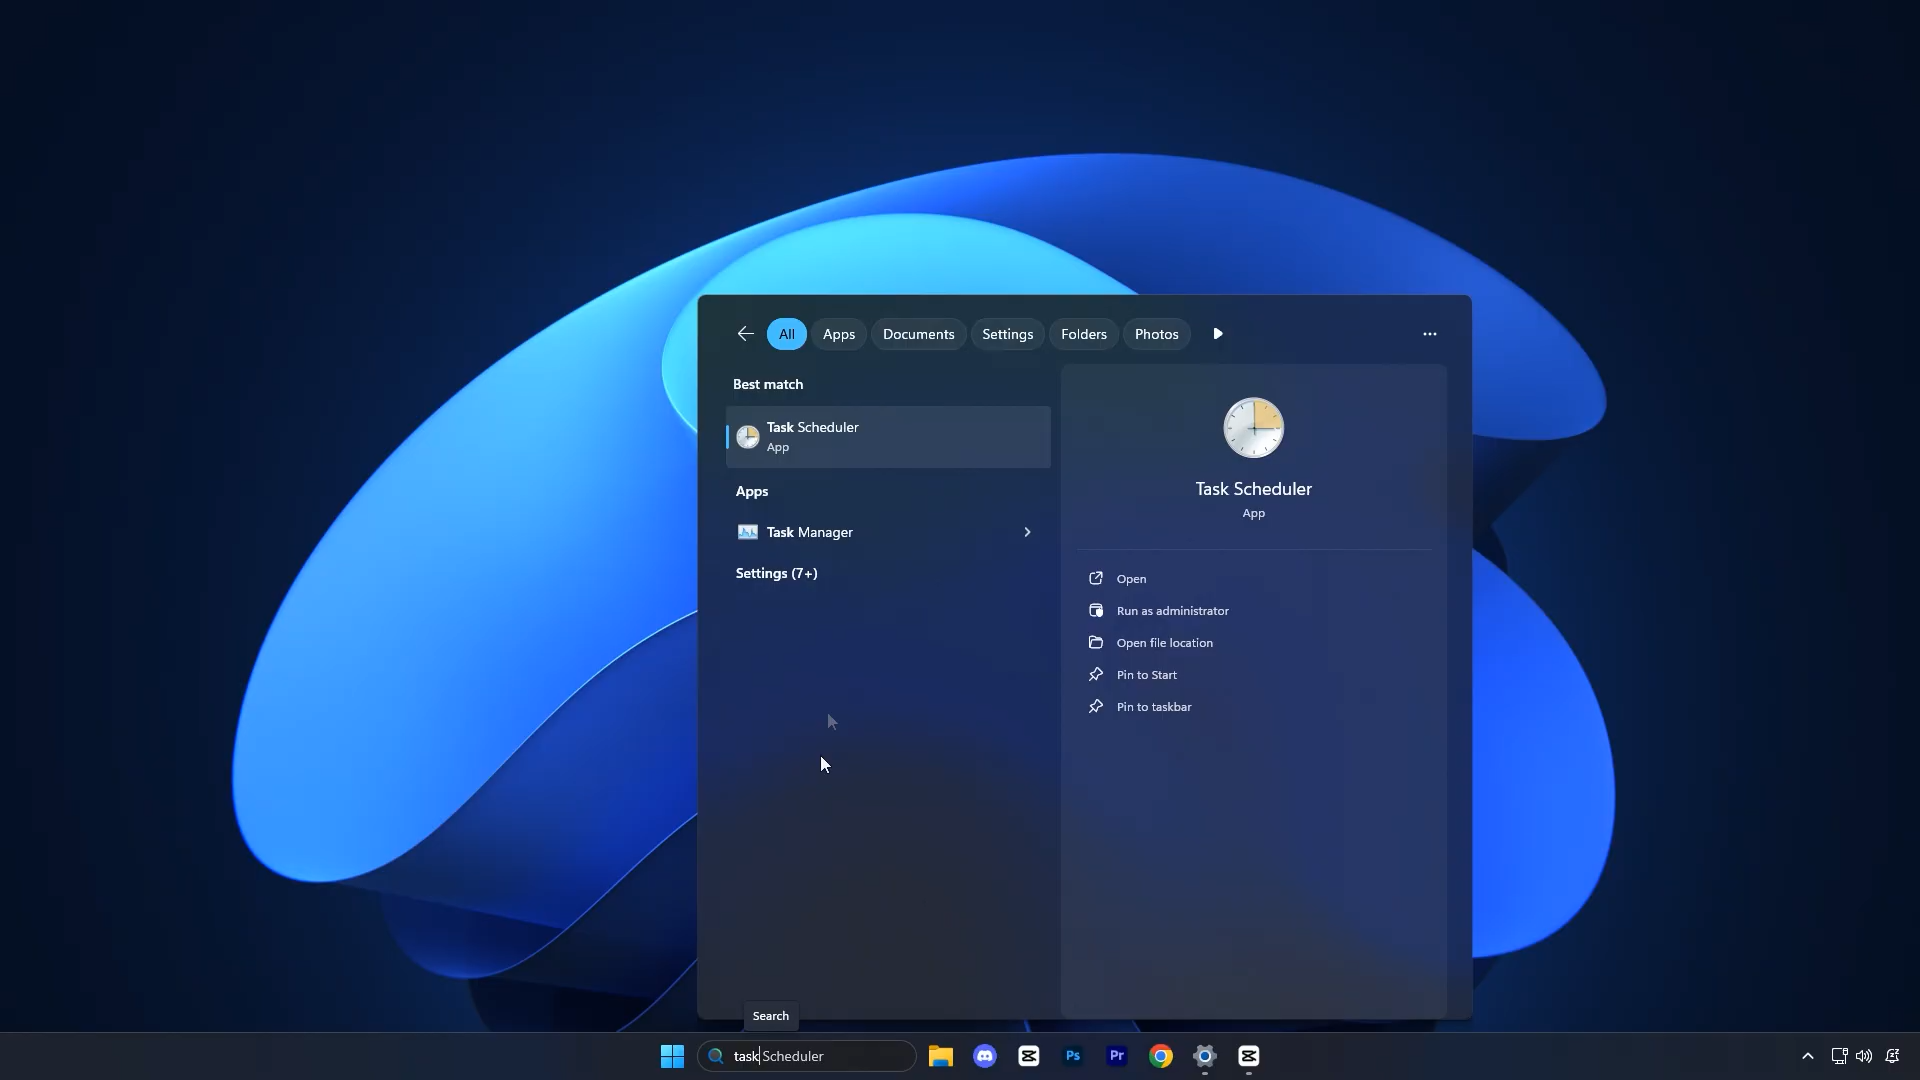 All
Apps
Documents
Settings
Folders
Photos
Best match
Task Scheduler
App
Apps
Task Manager
Settings (7+)
Task Scheduler
App
Open
Run as administrator
Open file location
Pin to Start
Pin to taskbar
Search
task Scheduler
Ps
Pr